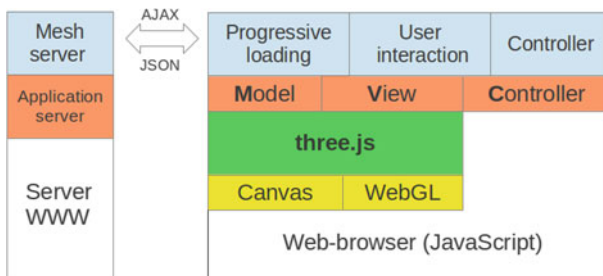 Mesh
server
AJAX
JSON
Progressive
loading
User
interaction
Controller
Application
server
Model
View
Controller
three.js
Canvas
WebGL
Server
WWW
Web-browser (JavaScript)